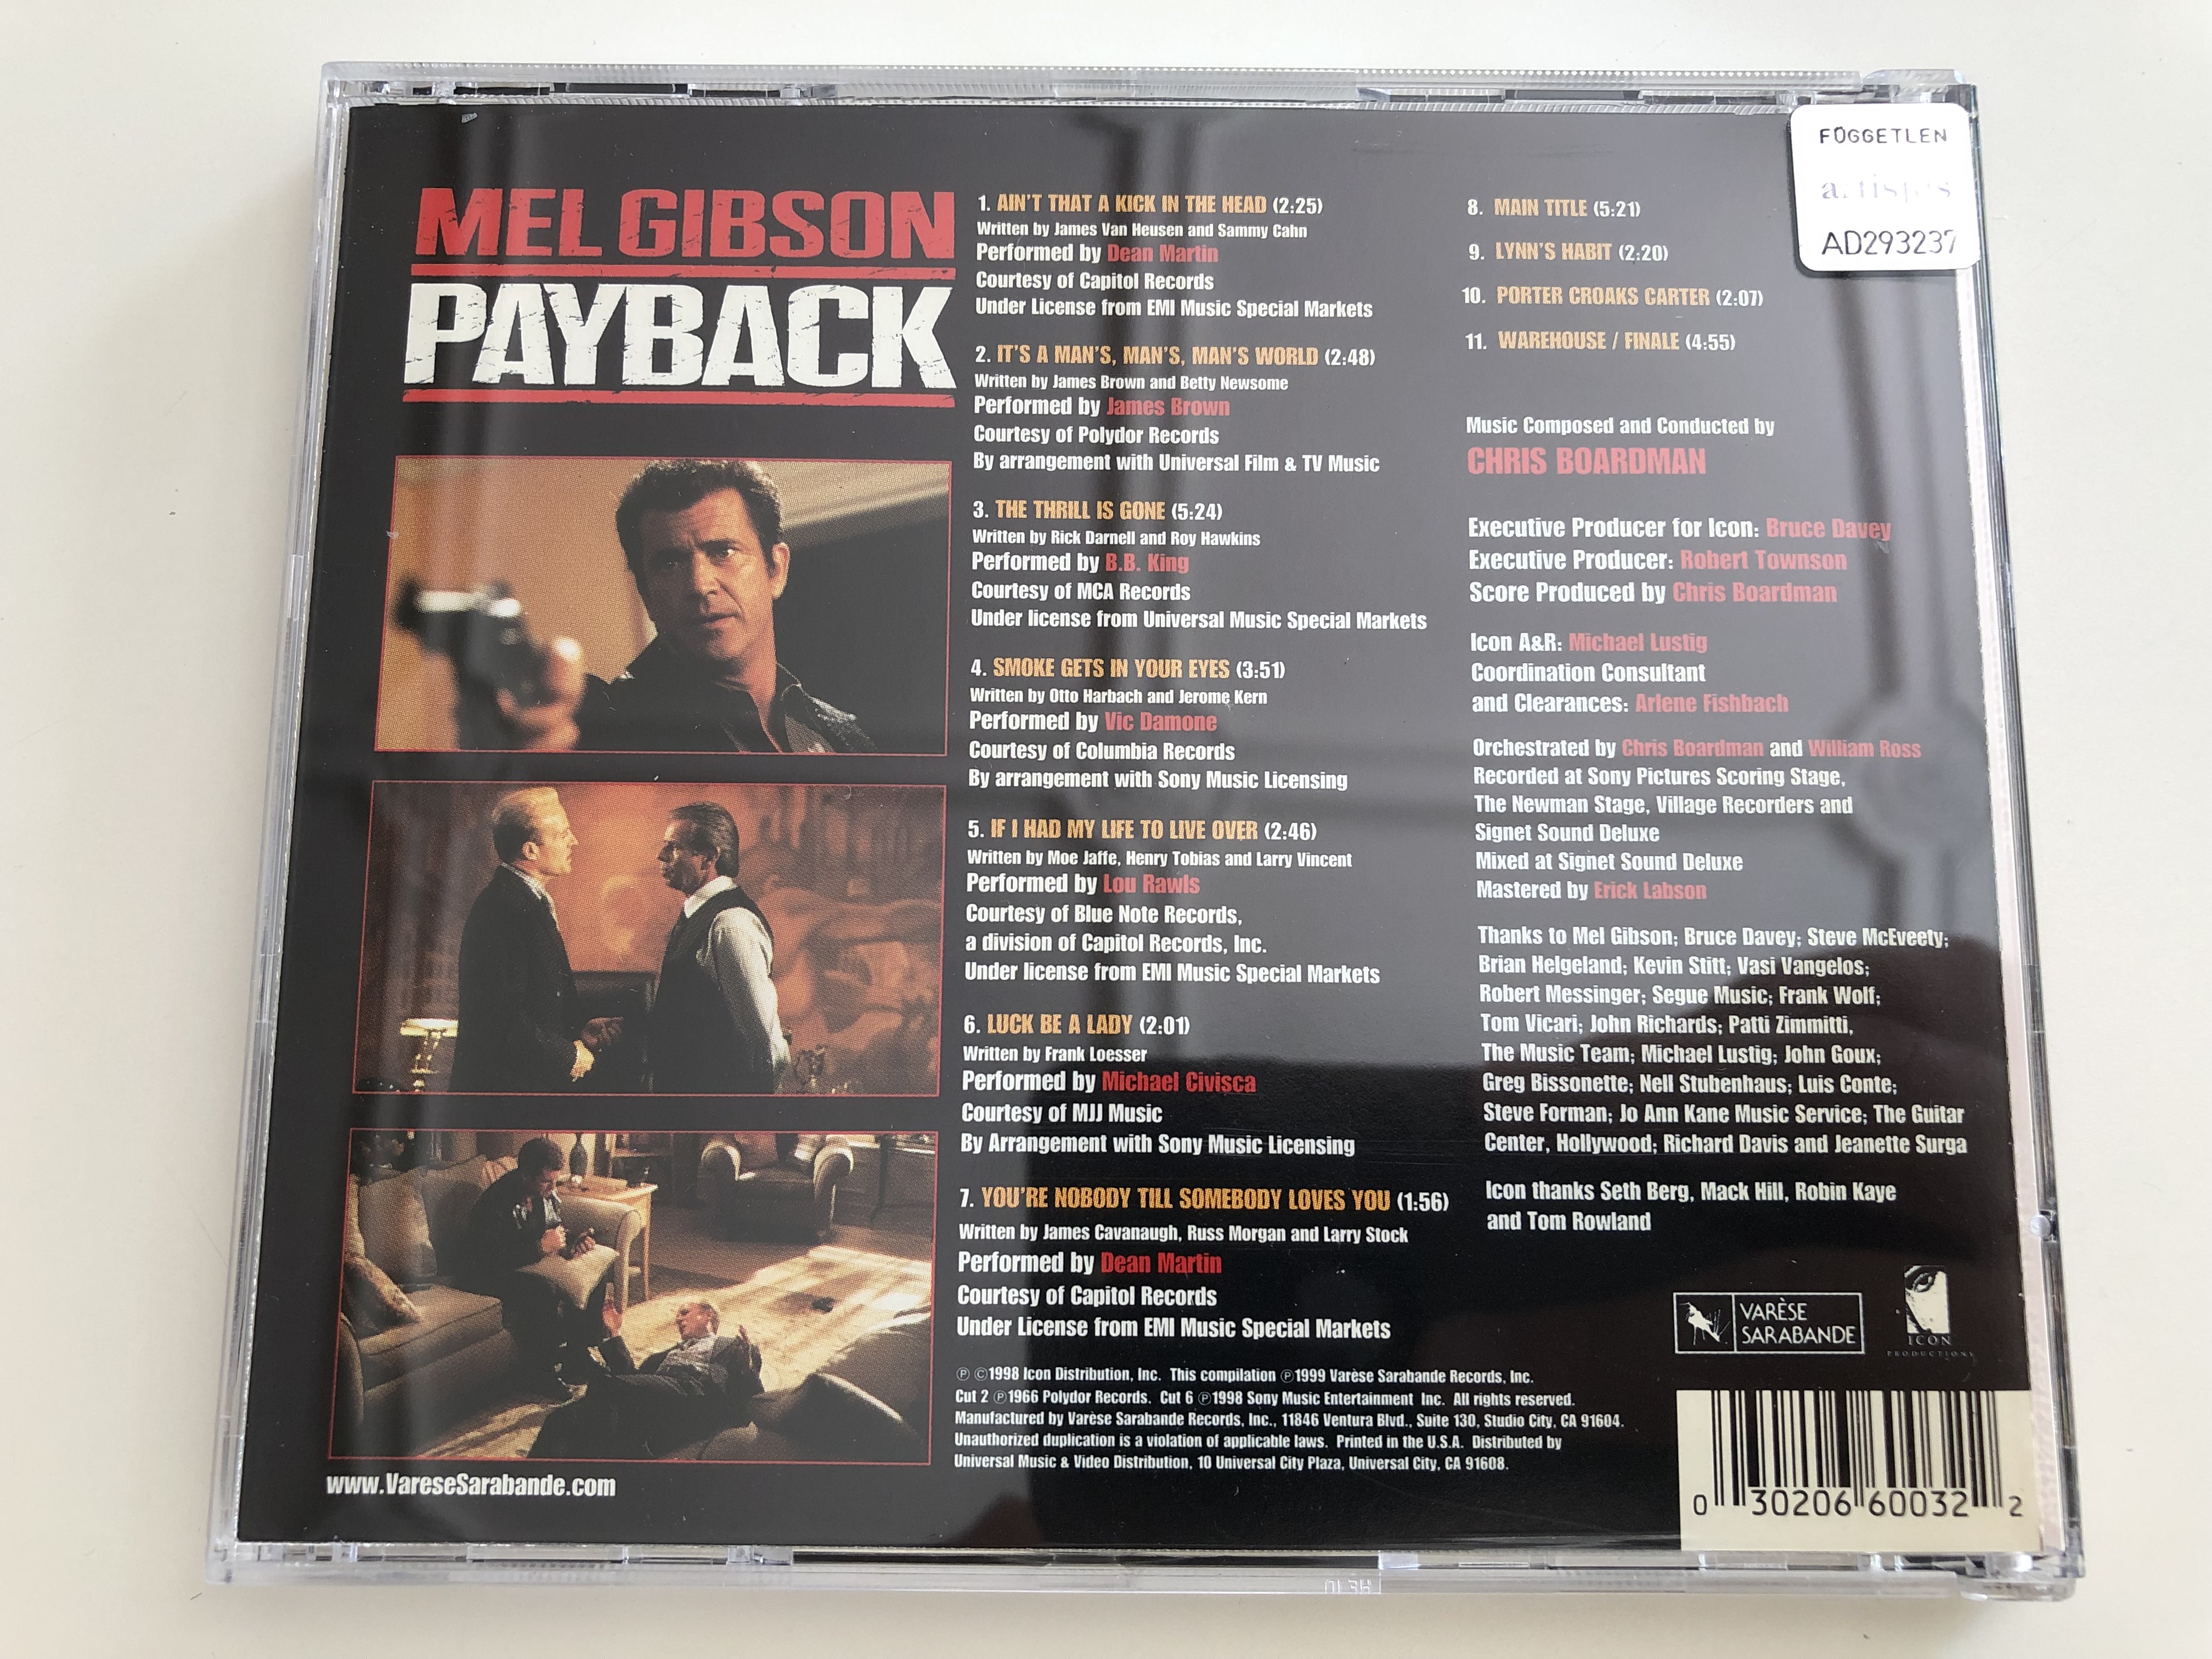 MEL GIBSON
PAYBACK
www.VareseSarabande.com
1. AIN'T THAT A KICK IN THE HEAD (2:25)
Written by James Van Heusen and Sammy Cahn
Performed by Dean Martin
Courtesy of Capitol Records
Under License from EMI Music Special Markets
2. IT'S A MAN'S, MAN'S, MAN'S WORLD (2:48)
Written by James Brown and Betty Newsome
Performed by James Brown
Courtesy of Polydor Records
By arrangement with Universal Film & TV Music
3. THE THRILL IS GONE (5:24)
Written by Rick Darnell and Roy Hawkins
Performed by B.B. King
Courtesy of MCA Records
Under license from Universal Music Special Markets
4. SMOKE GETS IN YOUR EYES (3:51)
Written by Otto Harbach and Jerome Kern
Performed by Vic Damone
Courtesy of Columbia Records
By arrangement with Sony Music Licensing
5. IF I HAD MY LIFE TO LIVE OVER (2:46)
Written by Moe Jaffe, Henry Tobias and Larry Vincent
Performed by Lou Rawls
Courtesy of Blue Note Records,
a division of Capitol Records, Inc.
Under license from EMI Music Special Markets
6. LUCK BE A LADY (2:01)
Written by Frank Loesser
Performed by Michael Civisca
Courtesy of MJJ Music
By Arrangement with Sony Music Licensing
7. YOU'RE NOBODY TILL SOMEBODY LOVES YOU (1:56)
Written by James Cavanaugh, Russ Morgan and Larry Stock
Performed by Dean Martin
Courtesy of Capitol Records
Under License from EMI Music Special Markets
℗ ©1998 Icon Distribution, Inc. This compilation ℗1999 Varèse Sarabande Records, Inc.
Cut 2 ℗1966 Polydor Records. Cut 6 ℗1998 Sony Music Entertainment Inc. All rights reserved.
Manufactured by Varèse Sarabande Records, Inc., 11846 Ventura Blvd., Suite 130, Studio City, CA 91604.
Unauthorized duplication is a violation of applicable laws. Printed in the U.S.A. Distributed by
Universal Music & Video Distribution, 10 Universal City Plaza, Universal City, CA 91608.
8. MAIN TITLE (5:21)
9. LYNN'S HABIT (2:20)
10. PORTER CROAKS CARTER (2:07)
11. WAREHOUSE / FINALE (4:55)
Music Composed and Conducted by
CHRIS BOARDMAN
Executive Producer for Icon: Bruce Davey
Executive Producer: Robert Townson
Score Produced by Chris Boardman
Icon A&R: Michael Lustig
Coordination Consultant
and Clearances: Arlene Fishbach
Orchestrated by Chris Boardman and William Ross
Recorded at Sony Pictures Scoring Stage,
The Newman Stage, Village Recorders and
Signet Sound Deluxe
Mixed at Signet Sound Deluxe
Mastered by Erick Labson
Thanks to Mel Gibson; Bruce Davey; Steve McEveety;
Brian Helgeland; Kevin Stitt; Vasi Vangelos;
Robert Messinger; Segue Music; Frank Wolf;
Tom Vicari; John Richards; Patti Zimmitti,
The Music Team; Michael Lustig; John Goux;
Greg Bissonette; Nell Stubenhaus; Luis Conte;
Steve Forman; Jo Ann Kane Music Service; The Guitar
Center, Hollywood; Richard Davis and Jeanette Surga
Icon thanks Seth Berg, Mack Hill, Robin Kaye
and Tom Rowland
VARÈSE
SARABANDE
ICON
PRODUCTIONS
0 30206 60032 2
FÜGGETLEN
AD293237